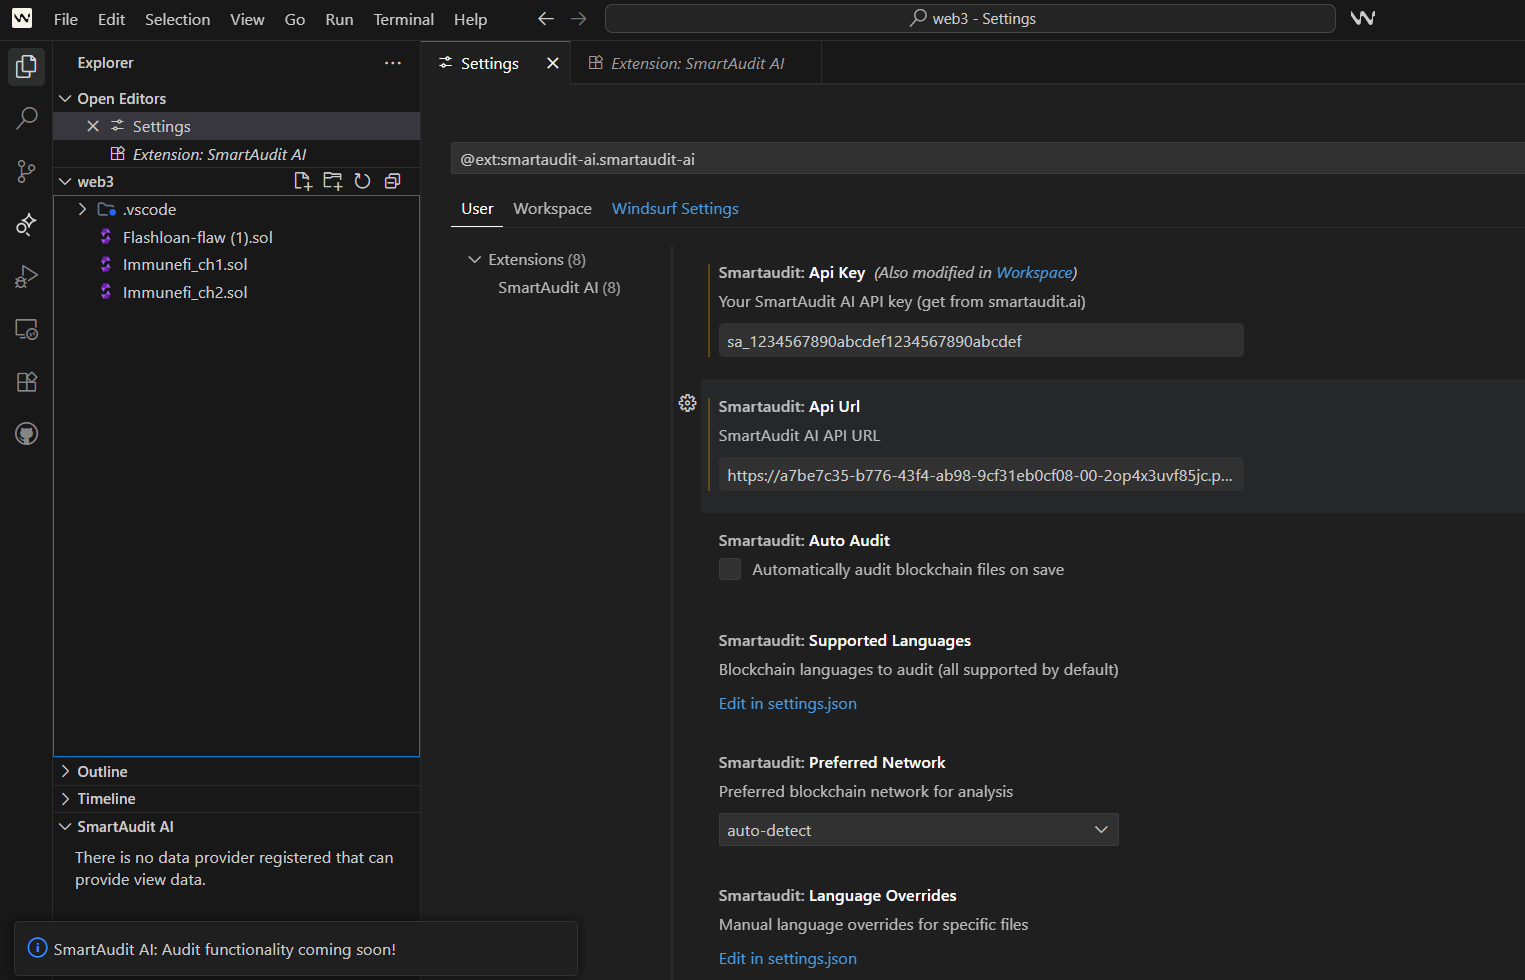 File Edit Selection View Go Run Terminal Help
web3 - Settings
Explorer
Open Editors
Settings
Extension: SmartAudit AI
web3
.vscode
Flashloan-flaw (1).sol
Immunefi_ch1.sol
Immunefi_ch2.sol
Outline
Timeline
SmartAudit AI
There is no data provider registered that can
provide view data.
SmartAudit AI: Audit functionality coming soon!
Settings
Extension: SmartAudit AI
@ext:smartaudit-ai.smartaudit-ai
User Workspace Windsurf Settings
Extensions (8)
SmartAudit AI (8)
Smartaudit: Api Key (Also modified in Workspace)
Your SmartAudit AI API key (get from smartaudit.ai)
sa_1234567890abcdef1234567890abcdef
Smartaudit: Api Url
SmartAudit AI API URL
https://a7be7c35-b776-43f4-ab98-9cf31eb0cf08-00-2op4x3uvf85jc.p...
Smartaudit: Auto Audit
Automatically audit blockchain files on save
Smartaudit: Supported Languages
Blockchain languages to audit (all supported by default)
Edit in settings.json
Smartaudit: Preferred Network
Preferred blockchain network for analysis
auto-detect
Smartaudit: Language Overrides
Manual language overrides for specific files
Edit in settings.json